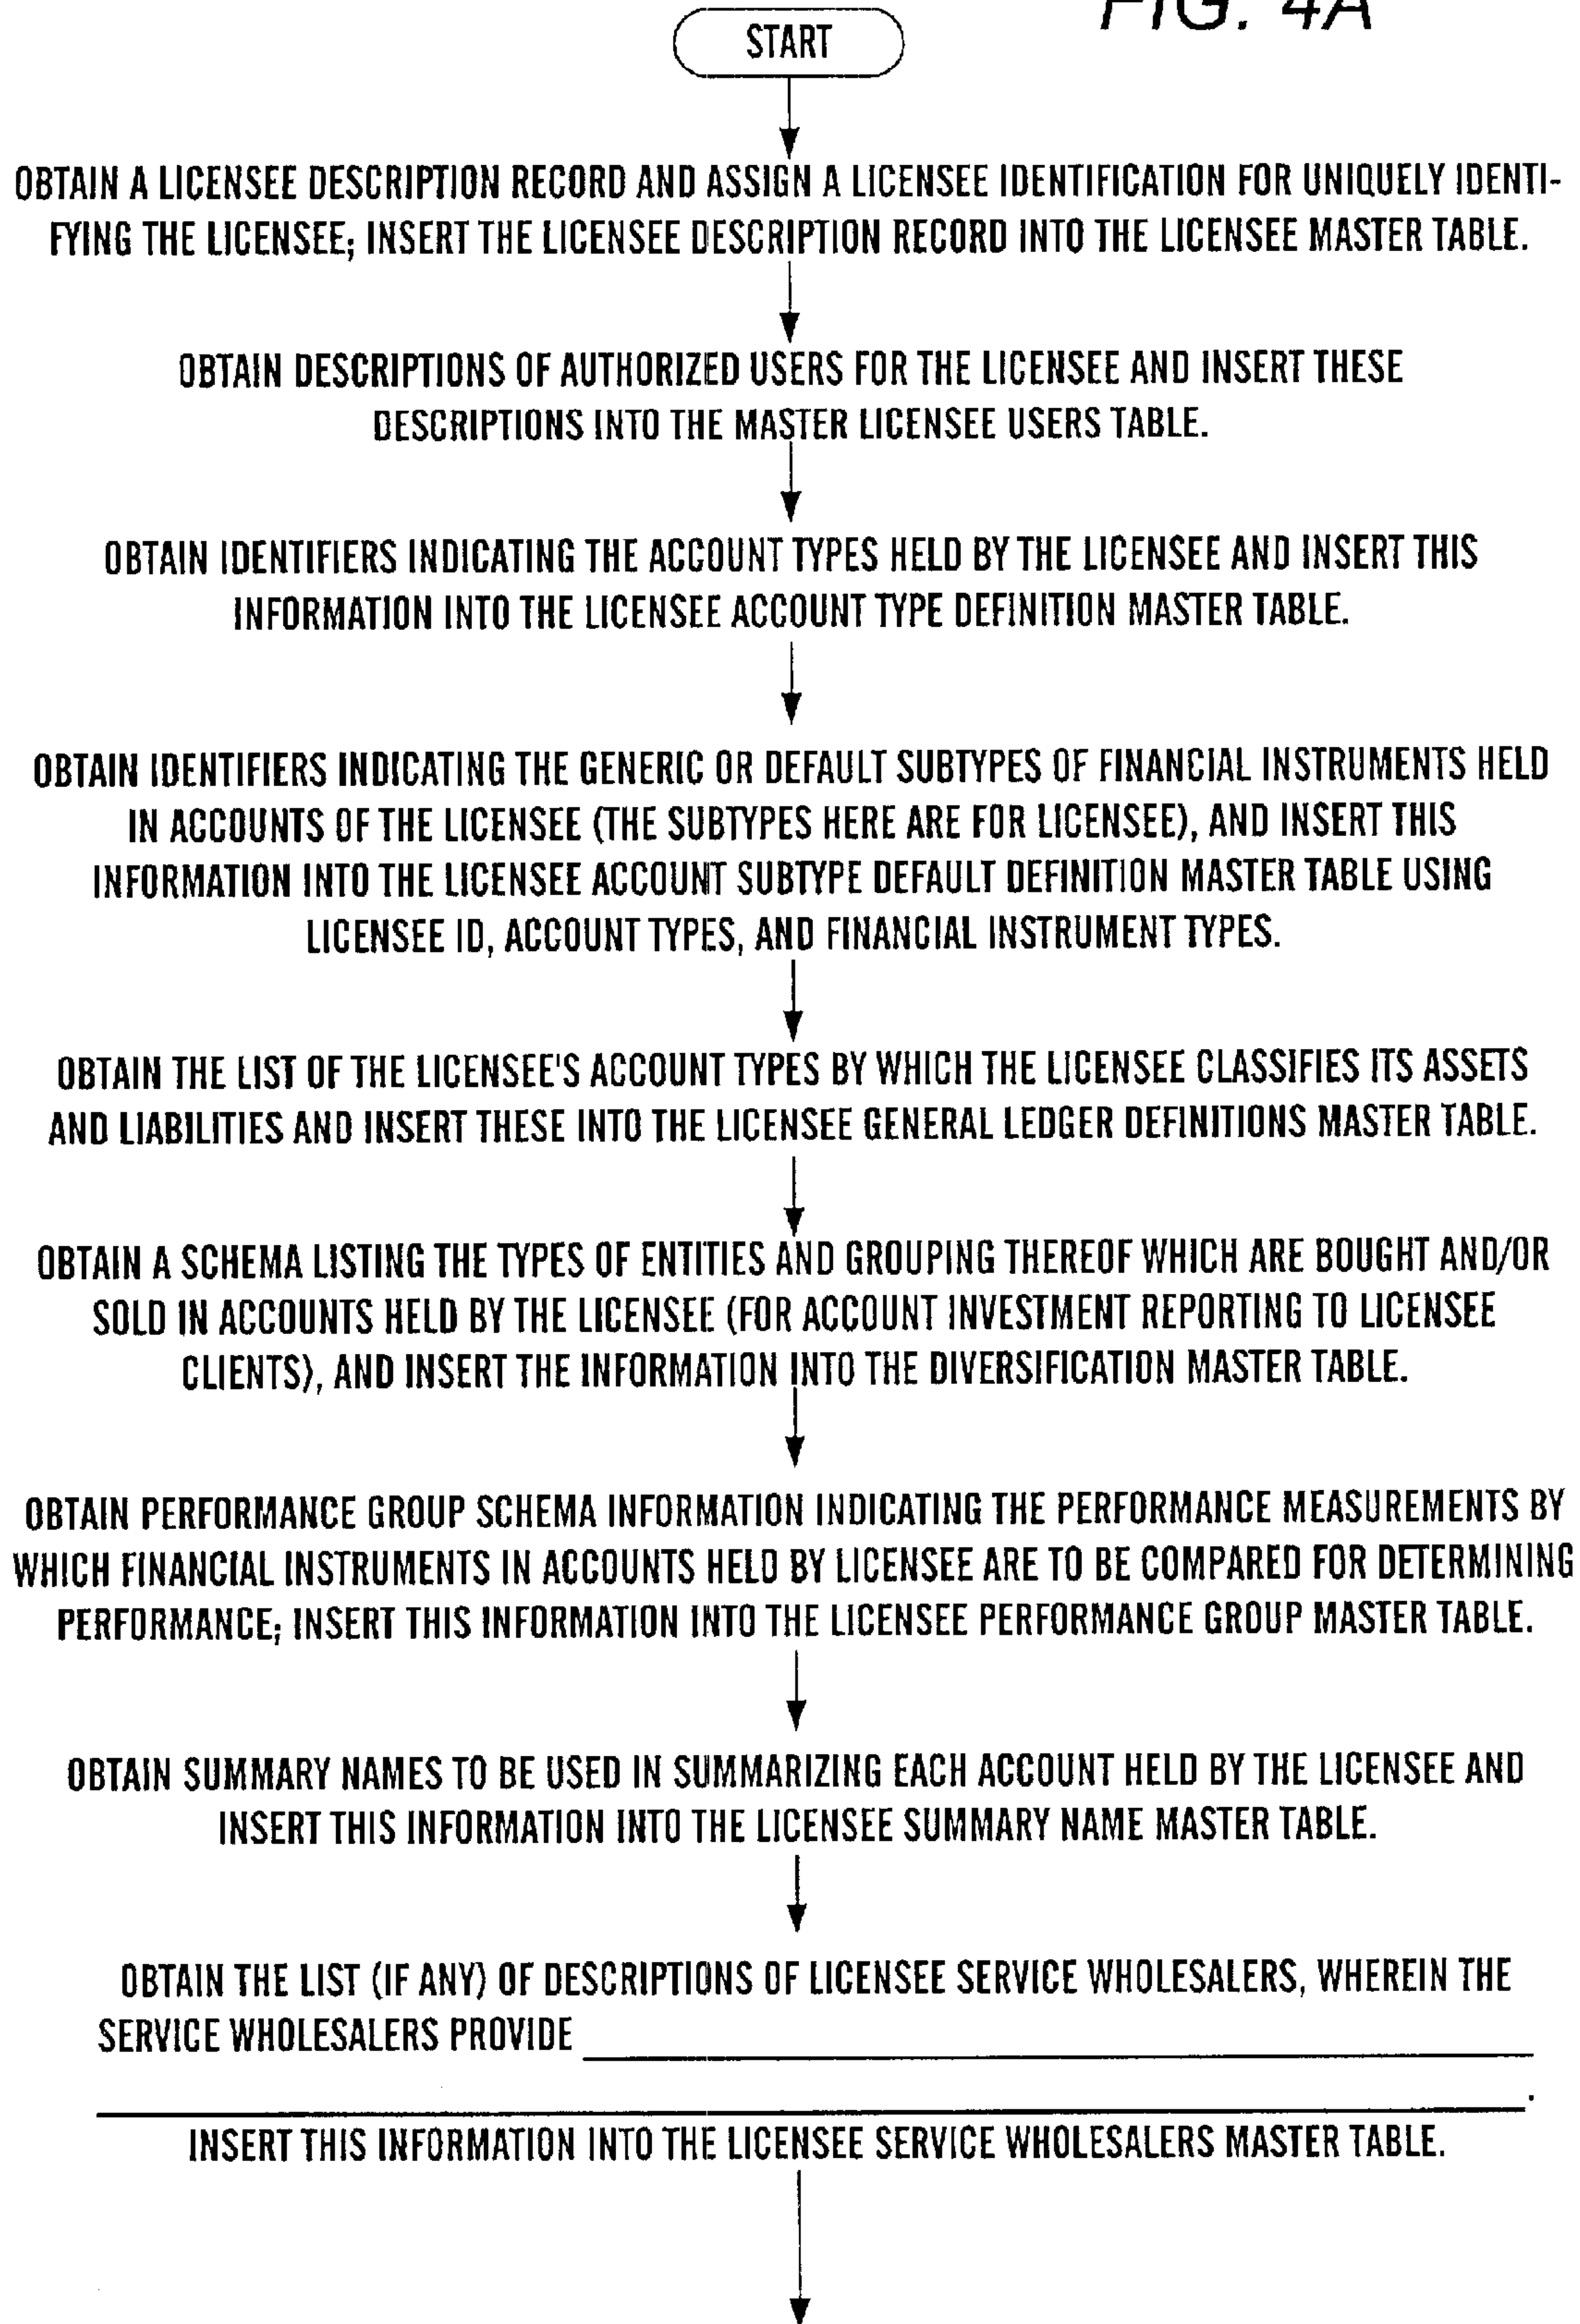 FIG. 4A
START
OBTAIN A LICENSEE DESCRIPTION RECORD AND ASSIGN A LICENSEE IDENTIFICATION FOR UNIQUELY IDENTI-
FYING THE LICENSEE; INSERT THE LICENSEE DESCRIPTION RECORD INTO THE LICENSEE MASTER TABLE.
OBTAIN DESCRIPTIONS OF AUTHORIZED USERS FOR THE LICENSEE AND INSERT THESE
DESCRIPTIONS INTO THE MASTER LICENSEE USERS TABLE.
OBTAIN IDENTIFIERS INDICATING THE ACCOUNT TYPES HELD BY THE LICENSEE AND INSERT THIS
INFORMATION INTO THE LICENSEE ACCOUNT TYPE DEFINITION MASTER TABLE.
OBTAIN IDENTIFIERS INDICATING THE GENERIC OR DEFAULT SUBTYPES OF FINANCIAL INSTRUMENTS HELD
IN ACCOUNTS OF THE LICENSEE (THE SUBTYPES HERE ARE FOR LICENSEE), AND INSERT THIS
INFORMATION INTO THE LICENSEE ACCOUNT SUBTYPE DEFAULT DEFINITION MASTER TABLE USING
LICENSEE ID, ACCOUNT TYPES, AND FINANCIAL INSTRUMENT TYPES.
OBTAIN THE LIST OF THE LICENSEE'S ACCOUNT TYPES BY WHICH THE LICENSEE CLASSIFIES ITS ASSETS
AND LIABILITIES AND INSERT THESE INTO THE LICENSEE GENERAL LEDGER DEFINITIONS MASTER TABLE.
OBTAIN A SCHEMA LISTING THE TYPES OF ENTITIES AND GROUPING THEREOF WHICH ARE BOUGHT AND/OR
SOLD IN ACCOUNTS HELD BY THE LICENSEE (FOR ACCOUNT INVESTMENT REPORTING TO LICENSEE
CLIENTS), AND INSERT THE INFORMATION INTO THE DIVERSIFICATION MASTER TABLE.
OBTAIN PERFORMANCE GROUP SCHEMA INFORMATION INDICATING THE PERFORMANCE MEASUREMENTS BY
WHICH FINANCIAL INSTRUMENTS IN ACCOUNTS HELD BY LICENSEE ARE TO BE COMPARED FOR DETERMINING
PERFORMANCE; INSERT THIS INFORMATION INTO THE LICENSEE PERFORMANCE GROUP MASTER TABLE.
OBTAIN SUMMARY NAMES TO BE USED IN SUMMARIZING EACH ACCOUNT HELD BY THE LICENSEE AND
INSERT THIS INFORMATION INTO THE LICENSEE SUMMARY NAME MASTER TABLE.
OBTAIN THE LIST (IF ANY) OF DESCRIPTIONS OF LICENSEE SERVICE WHOLESALERS, WHEREIN THE
SERVICE WHOLESALERS PROVIDE
.
INSERT THIS INFORMATION INTO THE LICENSEE SERVICE WHOLESALERS MASTER TABLE.